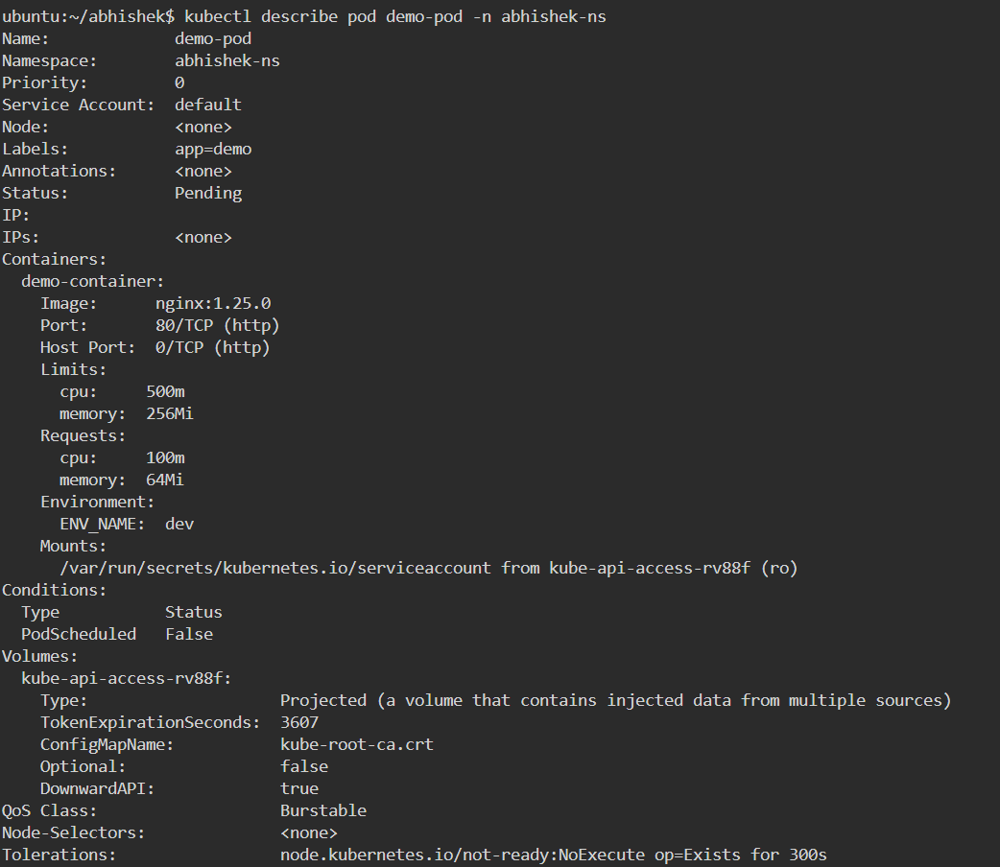 ubuntu:~/abhishek$ kubectl describe pod demo-pod -n abhishek-ns
Name:             demo-pod
Namespace:        abhishek-ns
Priority:         0
Service Account:  default
Node:             <none>
Labels:           app=demo
Annotations:      <none>
Status:           Pending
IP:
IPs:              <none>
Containers:
  demo-container:
    Image:      nginx:1.25.0
    Port:       80/TCP (http)
    Host Port:  0/TCP (http)
    Limits:
      cpu:     500m
      memory:  256Mi
    Requests:
      cpu:     100m
      memory:  64Mi
    Environment:
      ENV_NAME:  dev
    Mounts:
      /var/run/secrets/kubernetes.io/serviceaccount from kube-api-access-rv88f (ro)
Conditions:
  Type           Status
  PodScheduled   False
Volumes:
  kube-api-access-rv88f:
    Type:                    Projected (a volume that contains injected data from multiple sources)
    TokenExpirationSeconds:  3607
    ConfigMapName:           kube-root-ca.crt
    Optional:                false
    DownwardAPI:             true
QoS Class:                   Burstable
Node-Selectors:              <none>
Tolerations:                 node.kubernetes.io/not-ready:NoExecute op=Exists for 300s